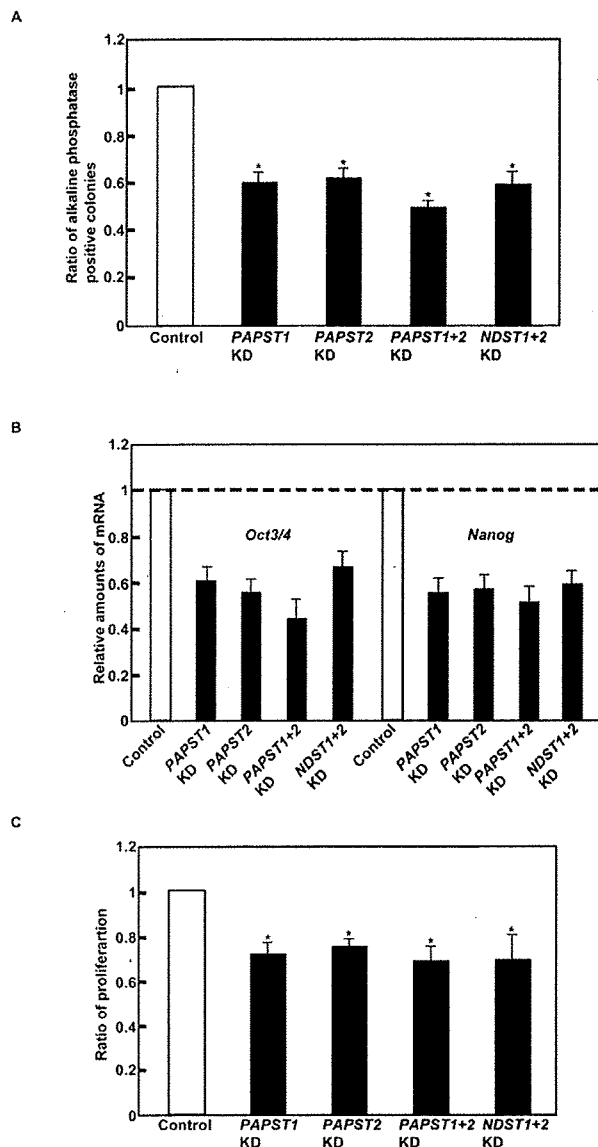 A
1.2
1
0.8
0.6
0.4
0.2
0
Ratio of alkaline phosphatase
positive colonies
* * * *
Control PAPST1 PAPST2 PAPST1+2 NDST1+2
KD KD KD KD
B
1.2
1
0.8
0.6
0.4
0.2
0
Relative amounts of mRNA
Oct3/4 Nanog
Control PAPST1 PAPST2 PAPST1+2 NDST1+2 Control PAPST1 PAPST2 PAPST1+2 NDST1+2
KD KD KD KD KD KD KD KD
C
1.2
1
0.8
0.6
0.4
0.2
0
Ratio of proliferartion
* * * *
Control PAPST1 PAPST2 PAPST1+2 NDST1+2
KD KD KD KD